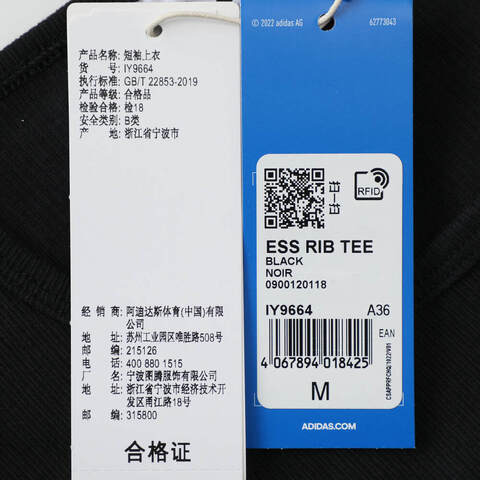 产品名称: 短袖上衣
货 号: IY9664
执行标准: GB/T 22853-2019
产品等级: 合格品
检验合格: 检18
安全类别: B类
产 地: 浙江省宁波市
经 销 商: 阿迪达斯体育(中国)有限
公司
地 址: 苏州工业园区唯胜路508号
邮 编: 215126
电 话: 400 880 1515
厂 名: 宁波图腾服饰有限公司
地 址: 浙江省宁波市经济技术开
发区甬江路18号
邮 编: 315800
合格证
© 2022 adidas AG
62773043
RFID
ESS RIB TEE
BLACK
NOIR
0900120118
IY9664 A36
EAN
4 067894 018425
M
ADIDAS.COM